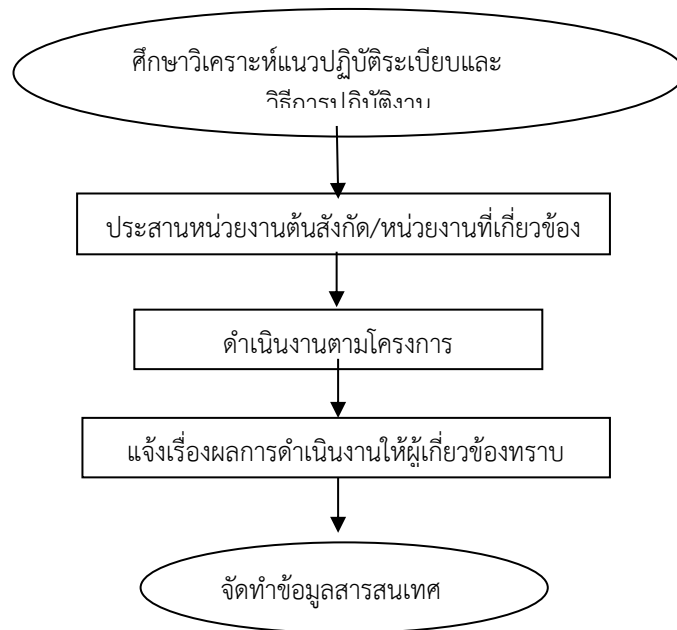 ศึกษาวิเคราะห์แนวปฏิบัติระเบียบและ
วิธีการปฏิบัติงาน
ประสานหน่วยงานต้นสังกัด/หน่วยงานที่เกี่ยวข้อง
ดำเนินงานตามโครงการ
แจ้งเรื่องผลการดำเนินงานให้ผู้เกี่ยวข้องทราบ
จัดทำข้อมูลสารสนเทศ